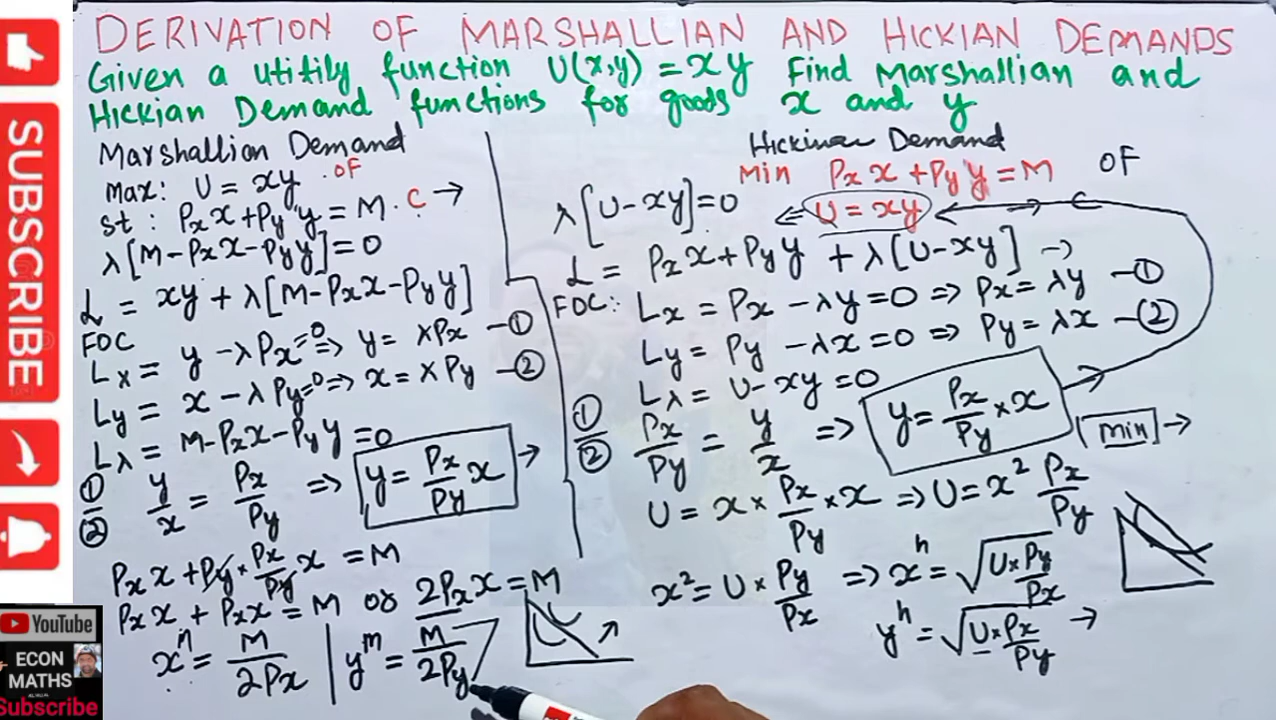 DERIVATION OF MARSHALLIAN AND HICKIAN DEMANDS
Given a utitily function U(x,y) = xy Find Marshallian and
Hickian Demand functions for goods x and y
Marshallian Demand
Max: U = xy . OF
st : Pxx + Pyy = M . C →
λ[M-Pxx-Pyy]=0
L = xy + λ[M-Pxx-Pyy]
FOC
Lx = y - λPx=0 => y = λPx -①
Ly = x - λPy=0 => x = λPy -②
Lλ = M-Pxx-Pyy=0
①/② y/x = Px/Py => y = Px/Py x →
Pxx + Py × Px/Py x = M
Pxx + Pxx = M or 2Pxx = M
x^m = M/2Px | y^m = M/2Py
Hickinar Demand
Min Pxx + Pyy = M OF
λ[U-xy]=0 <= U = xy ← → C
L = Pxx + Pyy + λ[U-xy] →
FOC: Lx = Px - λy = 0 => Px = λy -①
Ly = Py - λx = 0 => Py = λx -②
Lλ = U-xy = 0
①/② Px/Py = y/x => y = Px/Py × x
min →
U = x × Px/Py × x => U = x² Px/Py
x² = U × Py/Px => x^h = √(U × Py/Px)
y^h = √(U × Px/Py) →
SUBSCRIBE
YouTube
ECON
MATHS
Subscribe